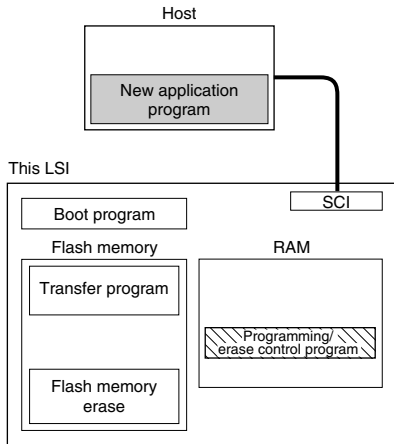 Host
New application
program
This LSI
SCI
Boot program
Flash memory
RAM
Transfer program
Programming/
erase control program
Flash memory
erase